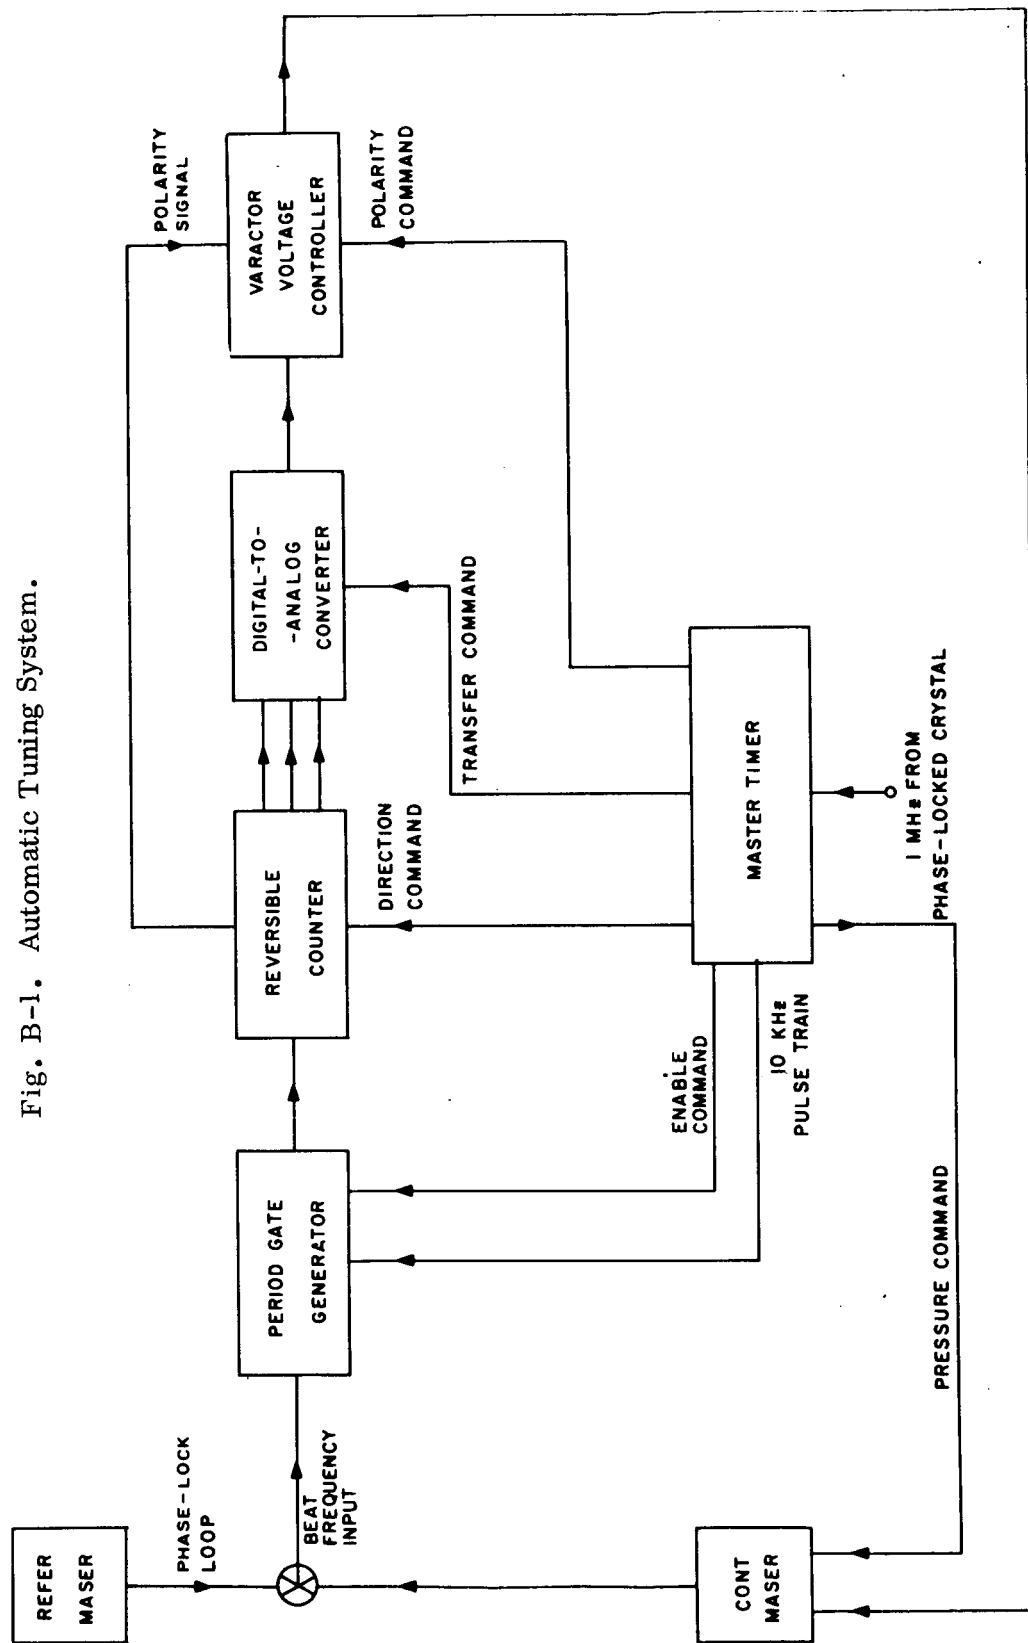 Fig. B-1. Automatic Tuning System.
REFER
MASER
PHASE-LOCK
LOOP
BEAT
FREQUENCY
INPUT
PERIOD GATE
GENERATOR
REVERSIBLE
COUNTER
DIGITAL-TO-
-ANALOG
CONVERTER
VARACTOR
VOLTAGE
CONTROLLER
POLARITY
SIGNAL
POLARITY
COMMAND
TRANSFER COMMAND
DIRECTION
COMMAND
ENABLE
COMMAND
10 KHz
PULSE TRAIN
MASTER TIMER
1 MHz FROM
PHASE-LOCKED CRYSTAL
PRESSURE COMMAND
CONT
MASER